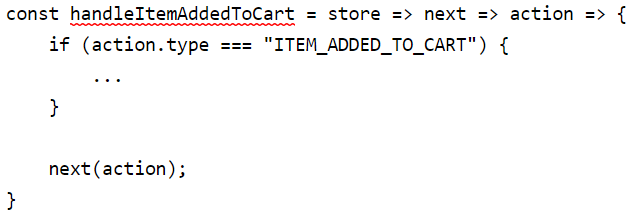 const handleItemAddedToCart = store => next => action => {
    if (action.type === "ITEM_ADDED_TO_CART") {
        ...
    }

    next(action);
}